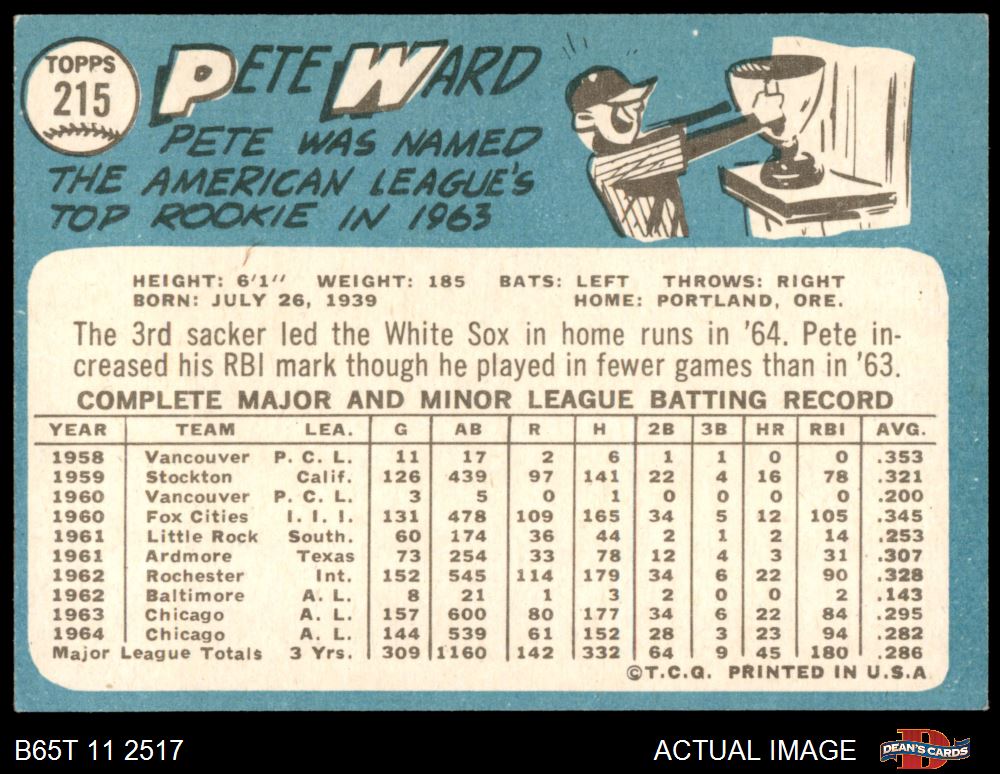 TOPPS
215
PETE WARD
PETE WAS NAMED
THE AMERICAN LEAGUE'S
TOP ROOKIE IN 1963
HEIGHT: 6'1" WEIGHT: 185 BATS: LEFT THROWS: RIGHT
BORN: JULY 26, 1939 HOME: PORTLAND, ORE.
The 3rd sacker led the White Sox in home runs in '64. Pete in-
creased his RBI mark though he played in fewer games than in '63.
COMPLETE MAJOR AND MINOR LEAGUE BATTING RECORD
YEAR TEAM LEA. G AB R H 2B 3B HR RBI AVG.
1958 Vancouver P. C. L. 11 17 2 6 1 1 0 0 .353
1959 Stockton Calif. 126 439 97 141 22 4 16 78 .321
1960 Vancouver P. C. L. 3 5 0 1 0 0 0 0 .200
1960 Fox Cities I. I. I. 131 478 109 165 34 5 12 105 .345
1961 Little Rock South. 60 174 36 44 2 1 2 14 .253
1961 Ardmore Texas 73 254 33 78 12 4 3 31 .307
1962 Rochester Int. 152 545 114 179 34 6 22 90 .328
1962 Baltimore A. L. 8 21 1 3 2 0 0 2 .143
1963 Chicago A. L. 157 600 80 177 34 6 22 84 .295
1964 Chicago A. L. 144 539 61 152 28 3 23 94 .282
Major League Totals 3 Yrs. 309 1160 142 332 64 9 45 180 .286
©T.C.G. PRINTED IN U.S.A
B65T 11 2517 ACTUAL IMAGE DEAN'S CARDS